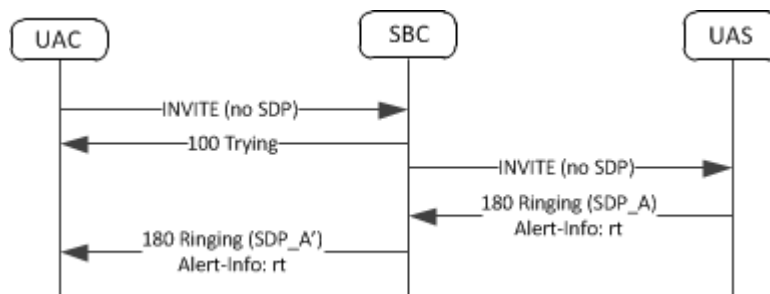 UAC
SBC
UAS
INVITE (no SDP)
100 Trying
INVITE (no SDP)
180 Ringing (SDP_A)
Alert-Info: rt
180 Ringing (SDP_A’)
Alert-Info: rt